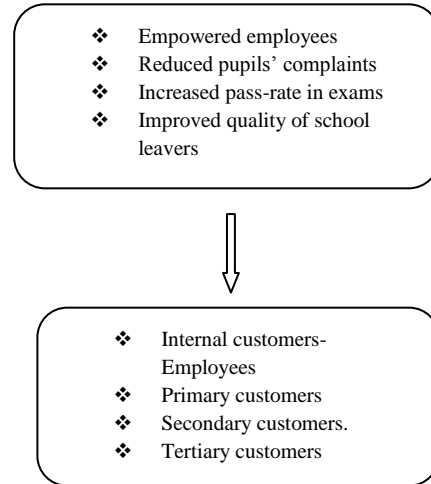 ❖ Empowered employees
❖ Reduced pupils’ complaints
❖ Increased pass-rate in exams
❖ Improved quality of school
leavers
❖ Internal customers-
Employees
❖ Primary customers
❖ Secondary customers.
❖ Tertiary customers